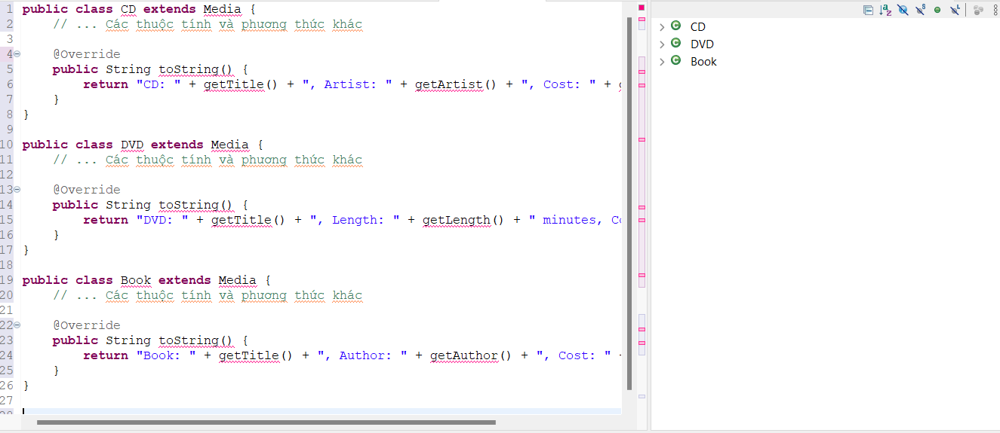 1 public class CD extends Media {
2 // ... Các thuộc tính và phương thức khác
3
4 @Override
5 public String toString() {
6 return "CD: " + getTitle() + ", Artist: " + getArtist() + ", Cost: " +
7 }
8 }
9
10 public class DVD extends Media {
11 // ... Các thuộc tính và phương thức khác
12
13 @Override
14 public String toString() {
15 return "DVD: " + getTitle() + ", Length: " + getLength() + " minutes,
16 }
17 }
18
19 public class Book extends Media {
20 // ... Các thuộc tính và phương thức khác
21
22 @Override
23 public String toString() {
24 return "Book: " + getTitle() + ", Author: " + getAuthor() + ", Cost: "
25 }
26 }
27
28
CD
DVD
Book